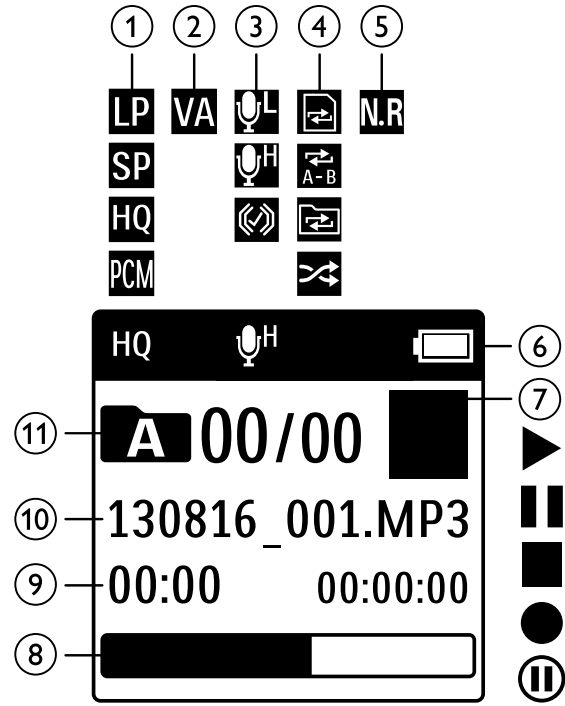 1 2 3 4 5
LP VA L N.R
SP H A-B
HQ
PCM
HQ H 6
7
11 A 00/00
10 130816_001.MP3
9 00:00 00:00:00
8